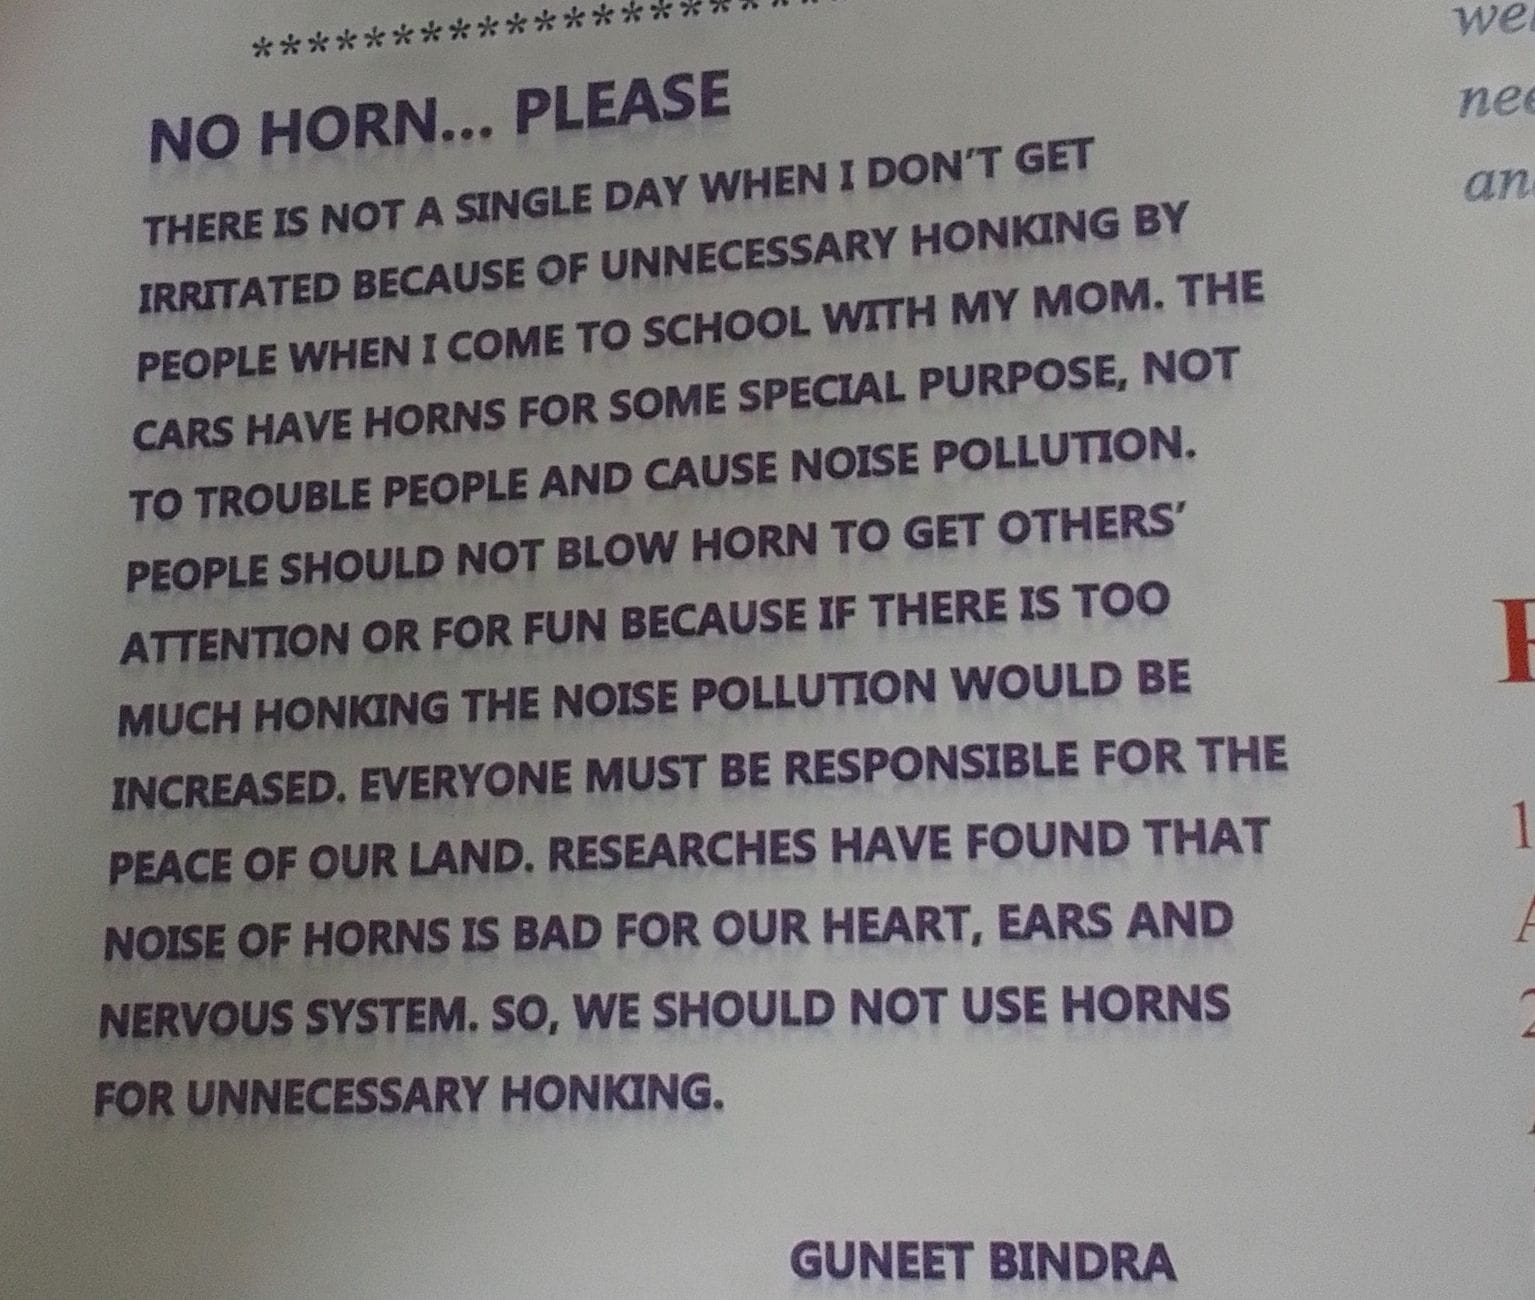 ********************
NO HORN... PLEASE
THERE IS NOT A SINGLE DAY WHEN I DON'T GET
IRRITATED BECAUSE OF UNNECESSARY HONKING BY
PEOPLE WHEN I COME TO SCHOOL WITH MY MOM. THE
CARS HAVE HORNS FOR SOME SPECIAL PURPOSE, NOT
TO TROUBLE PEOPLE AND CAUSE NOISE POLLUTION.
PEOPLE SHOULD NOT BLOW HORN TO GET OTHERS'
ATTENTION OR FOR FUN BECAUSE IF THERE IS TOO
MUCH HONKING THE NOISE POLLUTION WOULD BE
INCREASED. EVERYONE MUST BE RESPONSIBLE FOR THE
PEACE OF OUR LAND. RESEARCHES HAVE FOUND THAT
NOISE OF HORNS IS BAD FOR OUR HEART, EARS AND
NERVOUS SYSTEM. SO, WE SHOULD NOT USE HORNS
FOR UNNECESSARY HONKING.
GUNEET BINDRA